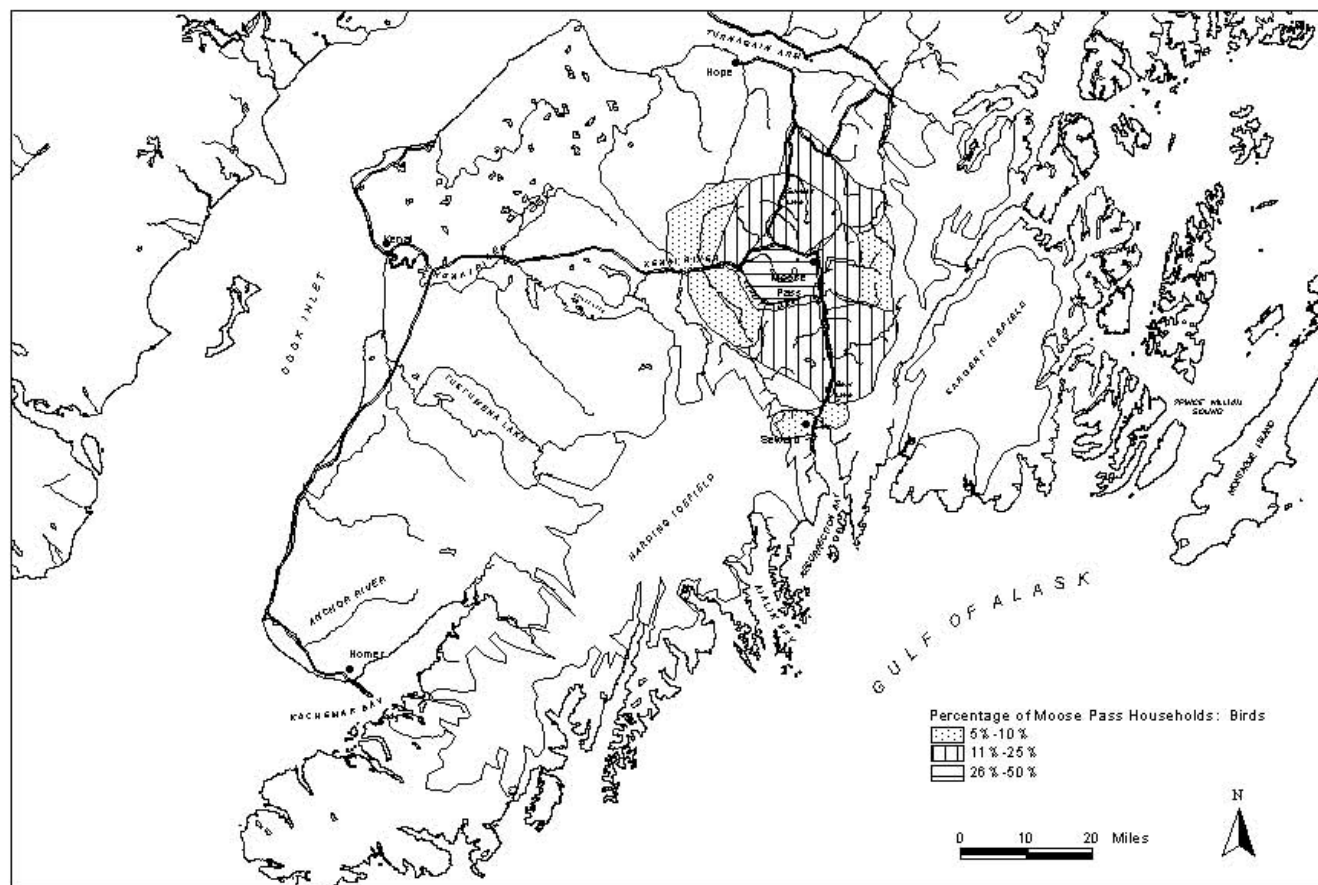 TURNAGAIN ARM
Hope
Kenai
KENAI RIVER
Moose
Pass
COOK INLET
TUSTUMENA LAKE
SARGENT ICEFIELD
PRINCE WILLIAM
SOUND
MONTAGUE ISLAND
Seward
HARDING ICEFIELD
RESURRECTION BAY
AIALIK BAY
ANCHOR RIVER
Homer
KACHEMAK BAY
GULF OF ALASK
Percentage of Moose Pass Households: Birds
5%-10%
11%-25%
26%-50%
N
0 10 20 Miles